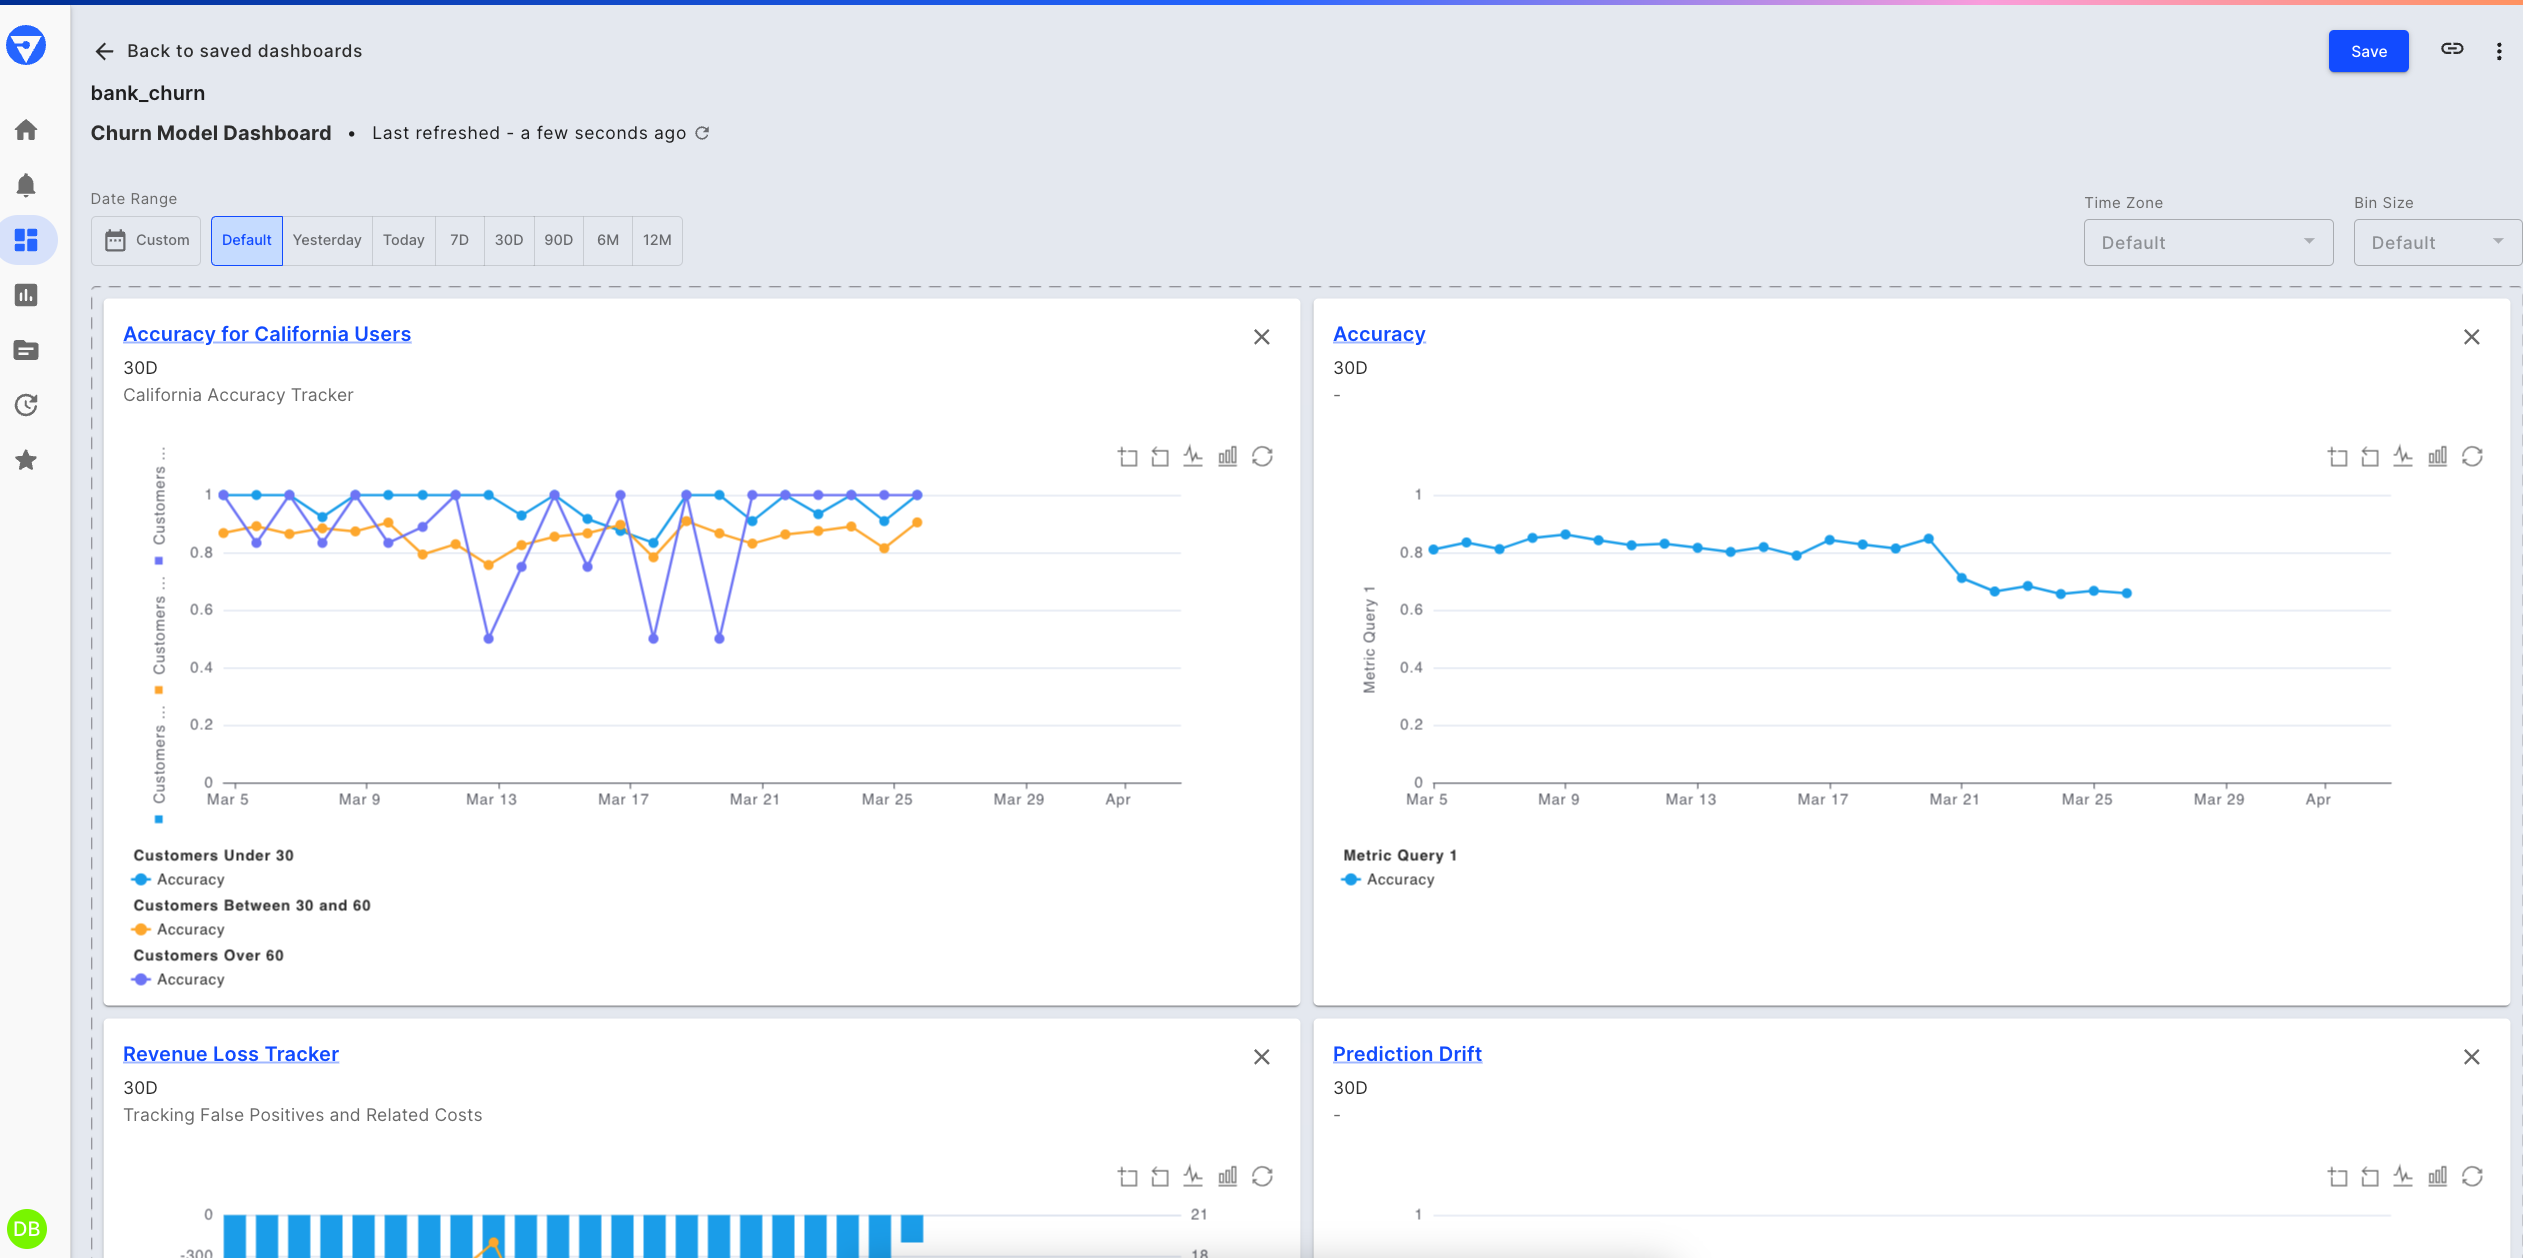 Back to saved dashboards
Save
bank_churn
Churn Model Dashboard • Last refreshed - a few seconds ago
Date Range
Time Zone
Bin Size
Custom
Default
Yesterday
Today
7D
30D
90D
6M
12M
Default
Default
Accuracy for California Users
30D
California Accuracy Tracker
Customers ...
Customers ...
Customers ...
1
0.8
0.6
0.4
0.2
0
Mar 5
Mar 9
Mar 13
Mar 17
Mar 21
Mar 25
Mar 29
Apr
Customers Under 30
Accuracy
Customers Between 30 and 60
Accuracy
Customers Over 60
Accuracy
Accuracy
30D
-
Metric Query 1
1
0.8
0.6
0.4
0.2
0
Mar 5
Mar 9
Mar 13
Mar 17
Mar 21
Mar 25
Mar 29
Apr
Metric Query 1
Accuracy
Revenue Loss Tracker
30D
Tracking False Positives and Related Costs
0
-300
21
18
Prediction Drift
30D
-
1
DB